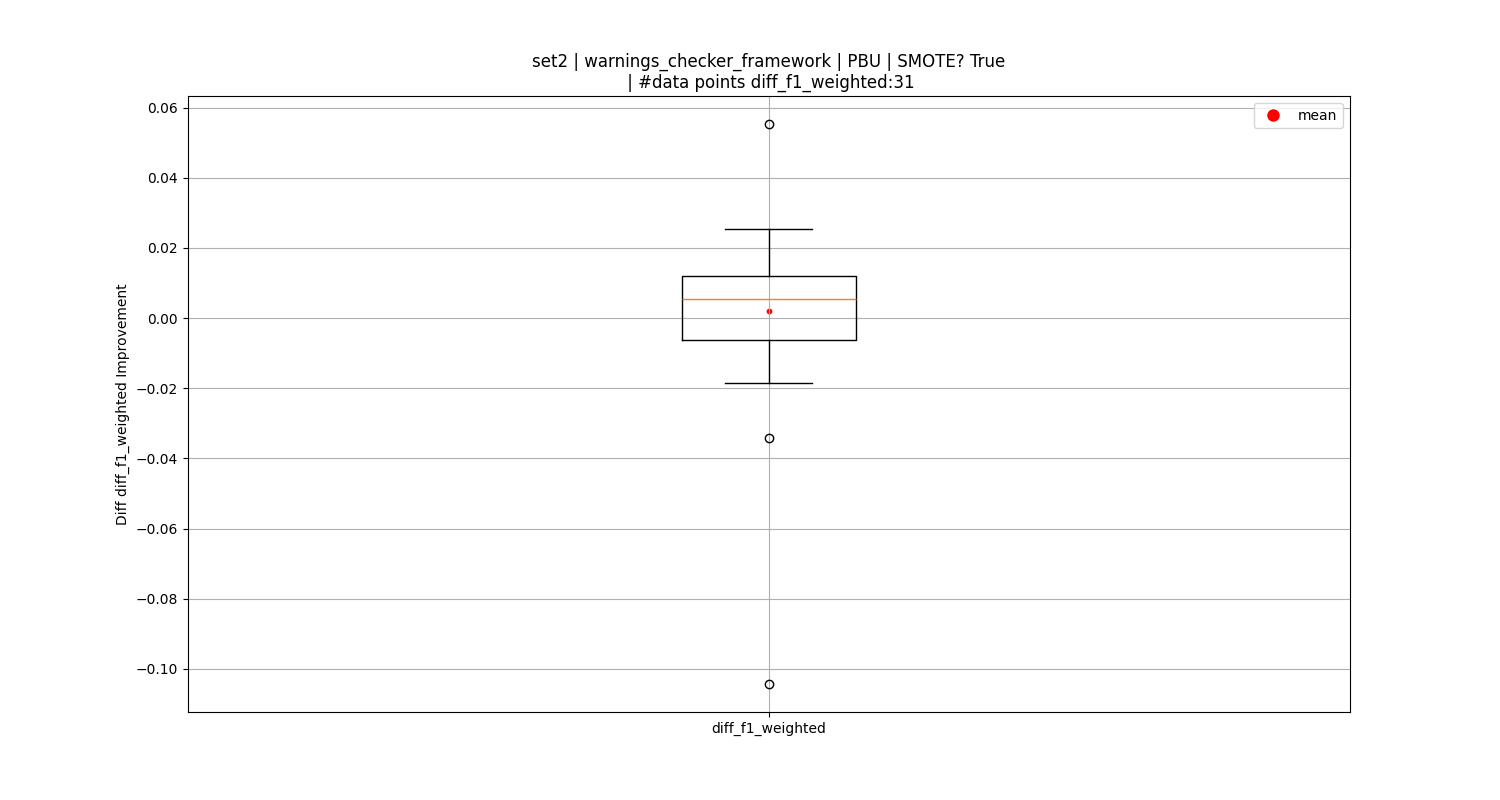 set2 | warnings_checker_framework | PBU | SMOTE? True
| #data points diff_f1_weighted:31
mean
0.06
0.04
0.02
0.00
−0.02
−0.04
−0.06
−0.08
−0.10
Diff diff_f1_weighted Improvement
diff_f1_weighted